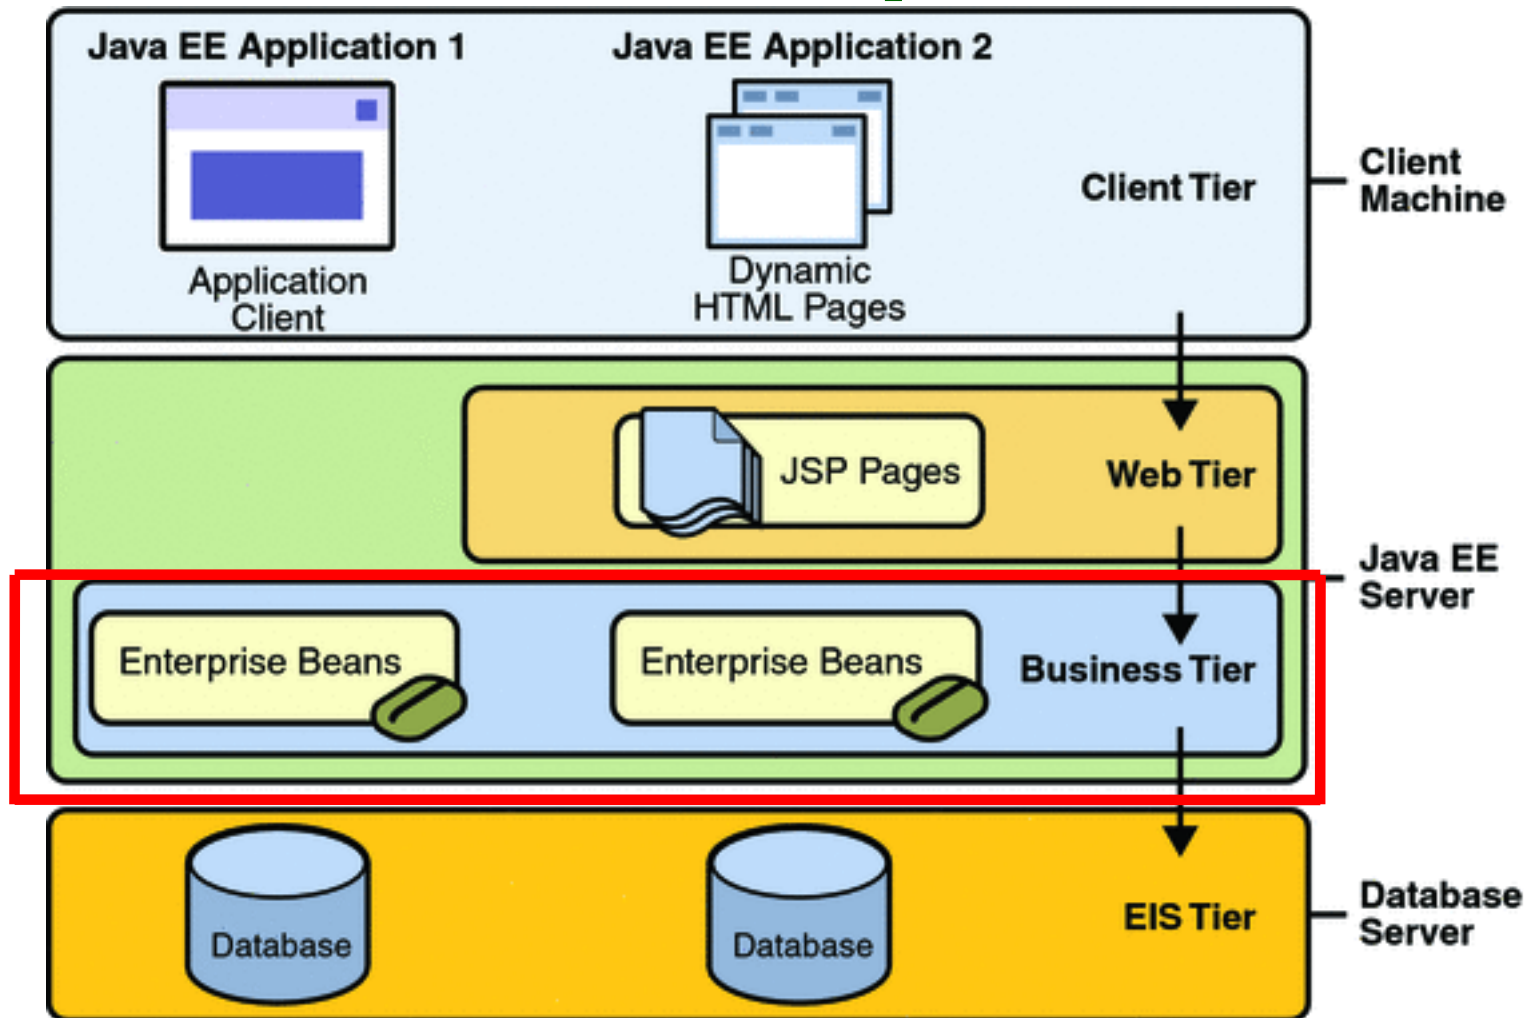 Java EE Application 1
Java EE Application 2
Application
Client
Dynamic
HTML Pages
Client Tier
Client
Machine
JSP Pages
Web Tier
Java EE
Server
Enterprise Beans
Enterprise Beans
Business Tier
Database
Database
EIS Tier
Database
Server